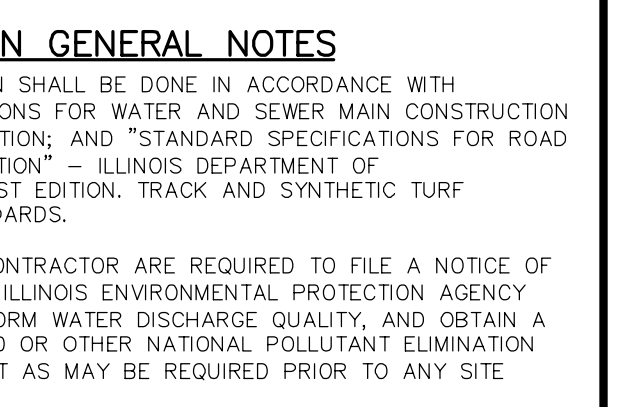 N GENERAL NOTES
N SHALL BE DONE IN ACCORDANCE WITH
ONS FOR WATER AND SEWER MAIN CONSTRUCTION
TION; AND "STANDARD SPECIFICATIONS FOR ROAD
TION" – ILLINOIS DEPARTMENT OF
ST EDITION. TRACK AND SYNTHETIC TURF
DARDS.
ONTRACTOR ARE REQUIRED TO FILE A NOTICE OF
ILLINOIS ENVIRONMENTAL PROTECTION AGENCY
ORM WATER DISCHARGE QUALITY, AND OBTAIN A
D OR OTHER NATIONAL POLLUTANT ELIMINATION
T AS MAY BE REQUIRED PRIOR TO ANY SITE